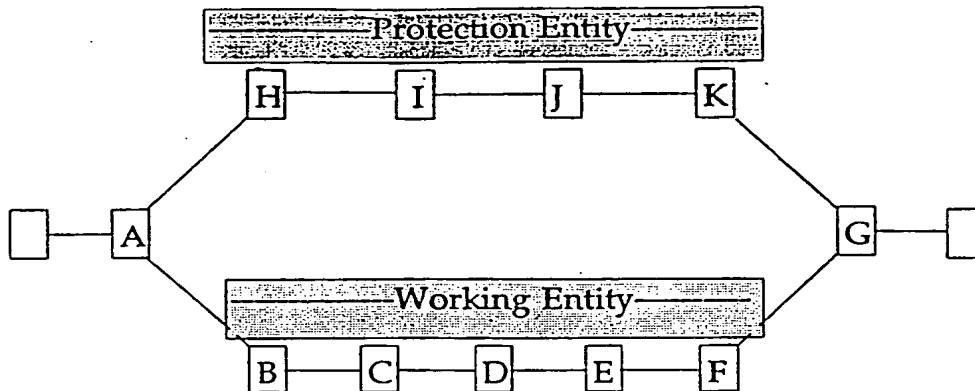 Protection Entity
H I J K
A G
Working Entity
B C D E F